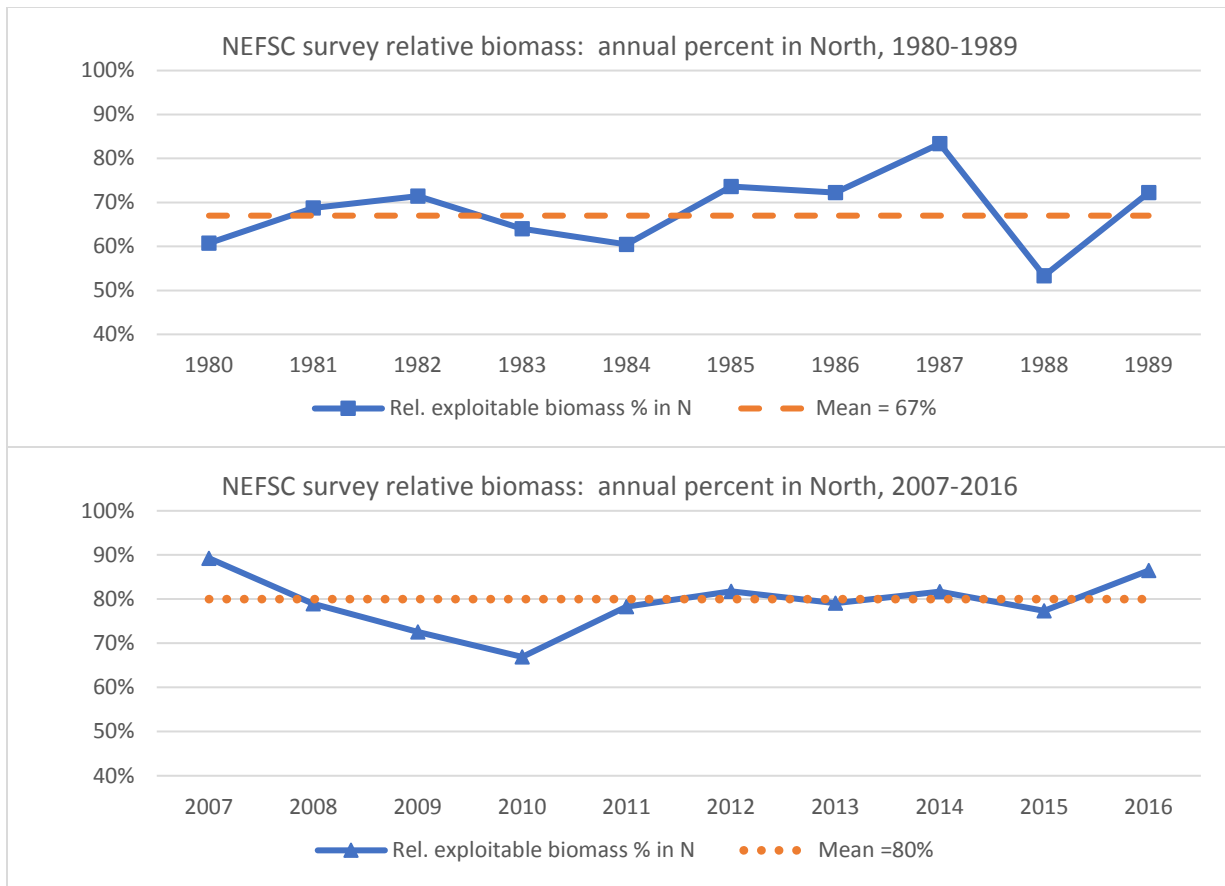 NEFSC survey relative biomass:  annual percent in North, 1980-1989
100%
90%
80%
70%
60%
50%
40%
1980 1981 1982 1983 1984 1985 1986 1987 1988 1989
Rel. exploitable biomass % in N Mean = 67%
NEFSC survey relative biomass:  annual percent in North, 2007-2016
100%
90%
80%
70%
60%
50%
40%
2007 2008 2009 2010 2011 2012 2013 2014 2015 2016
Rel. exploitable biomass % in N Mean =80%